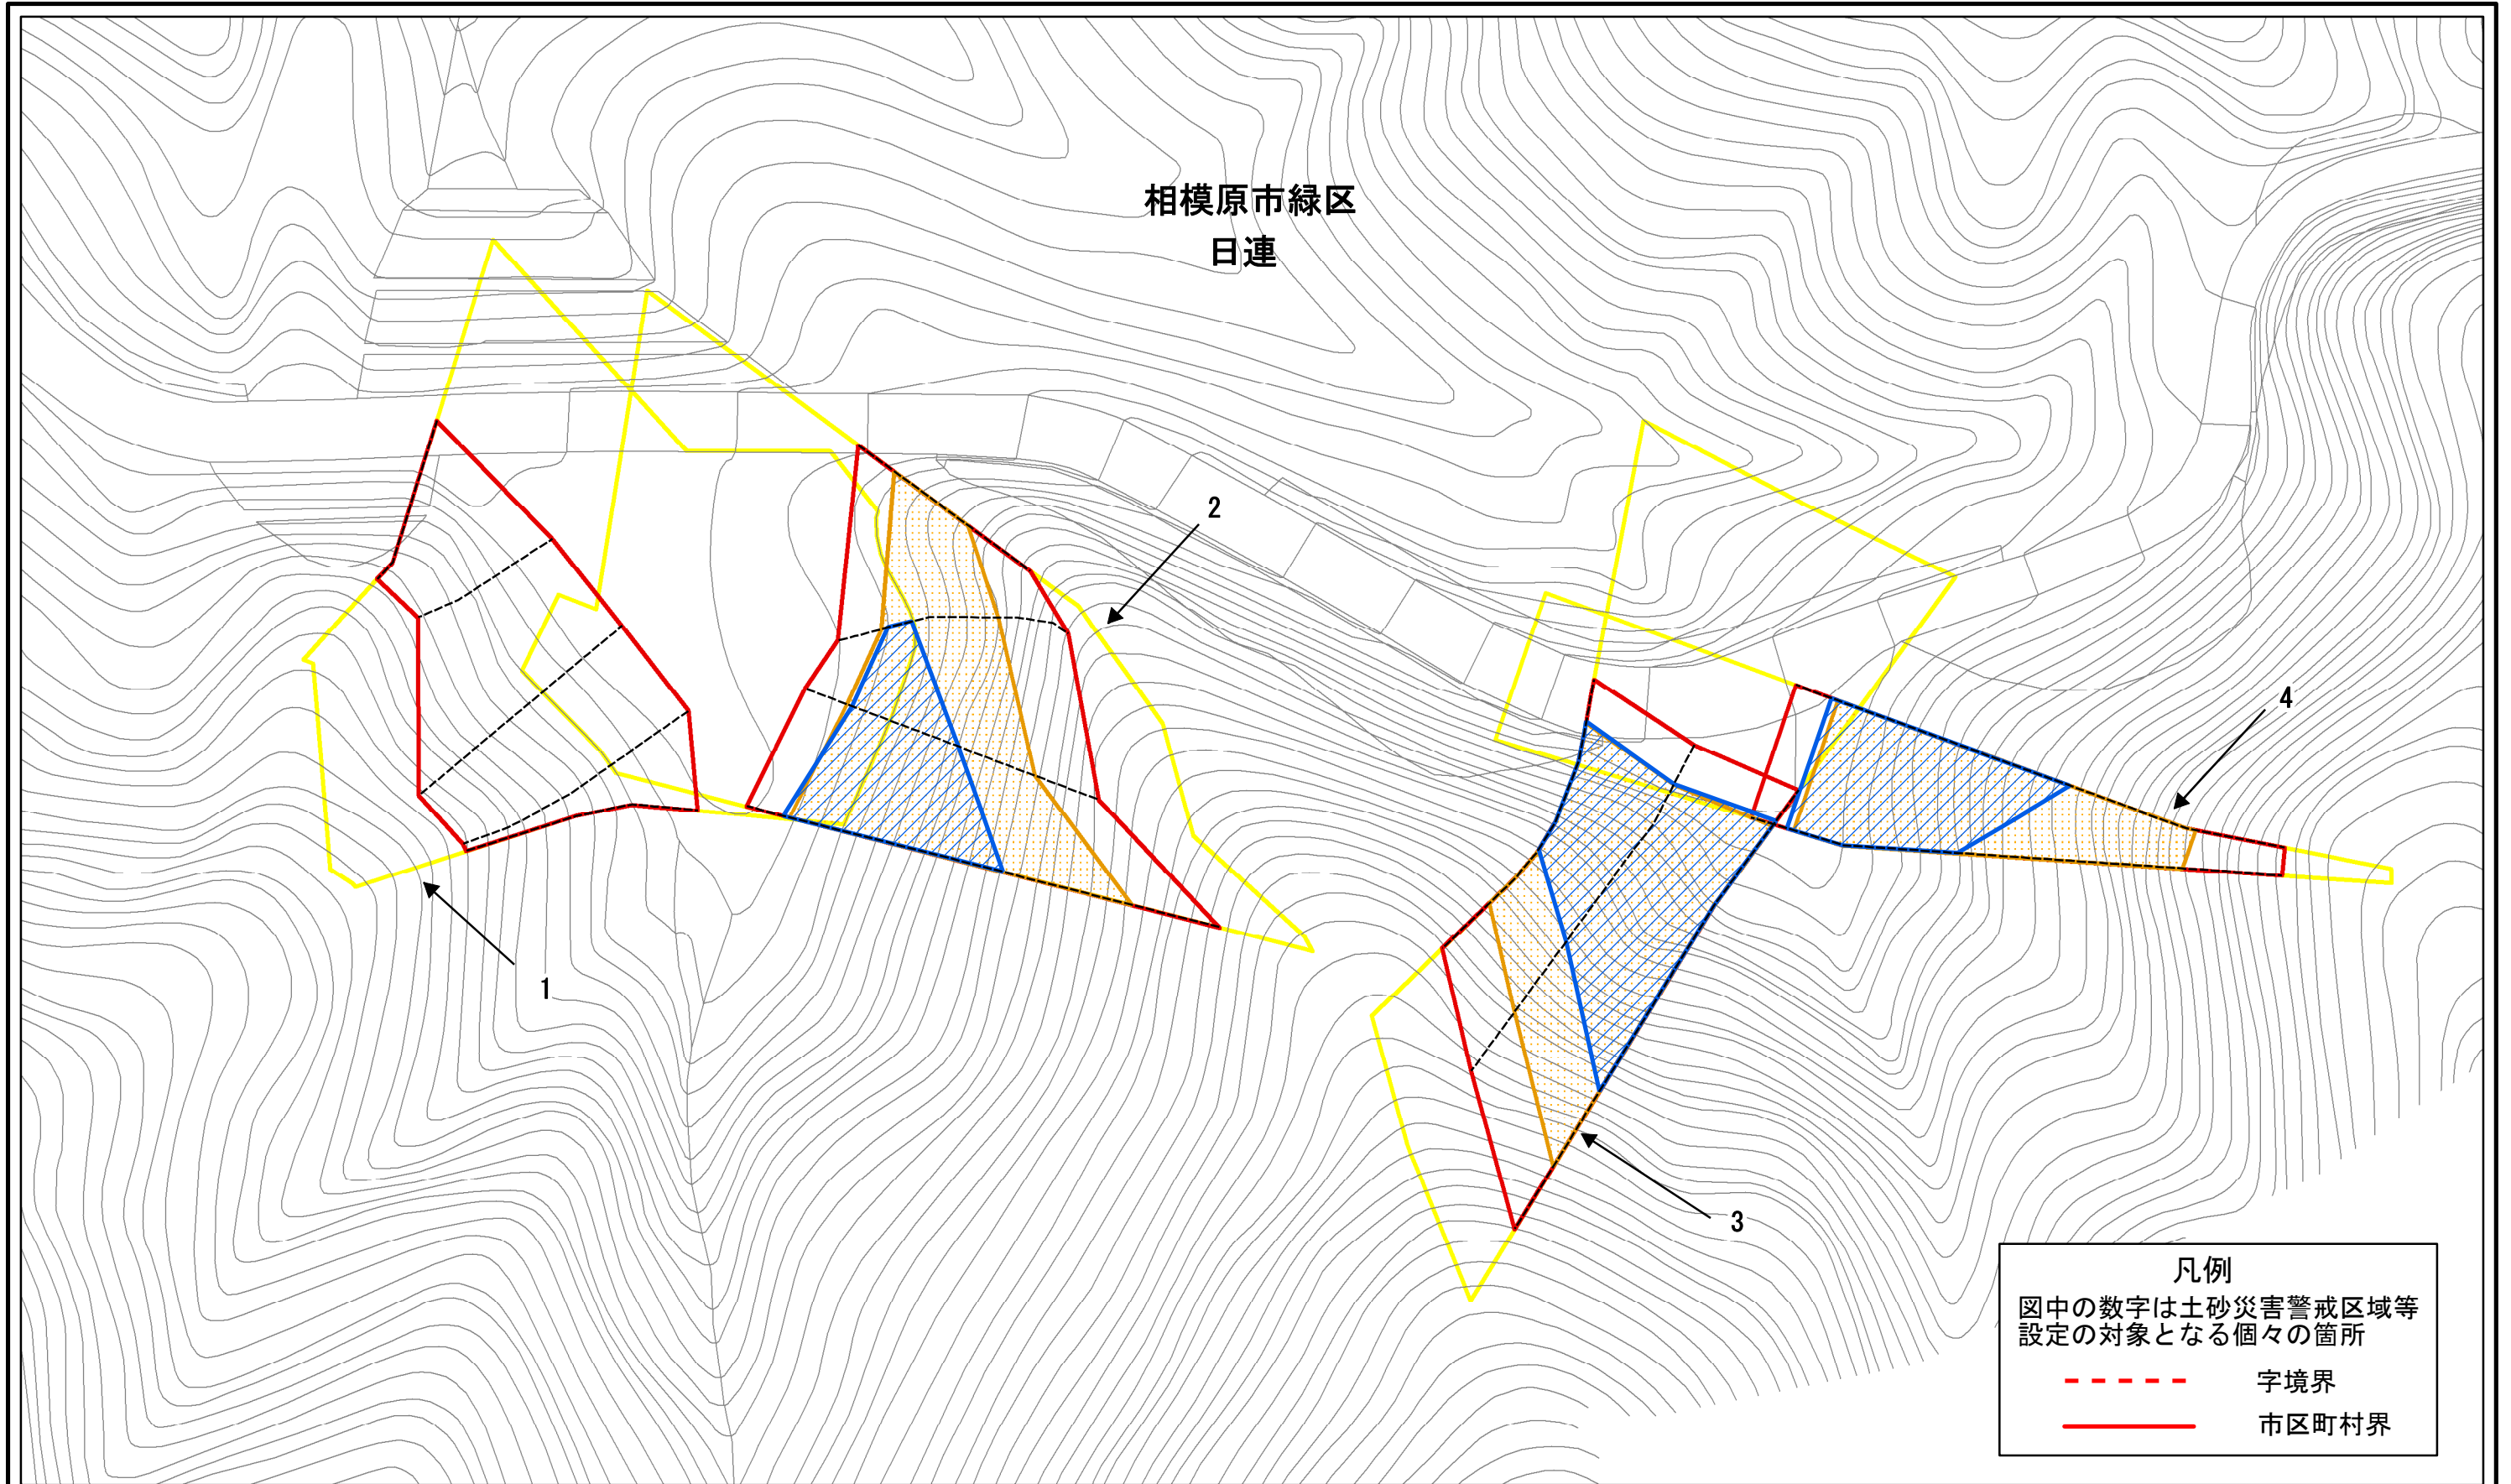 相模原市緑区
日連
2
4
1
3
凡例
図中の数字は土砂災害警戒区域等
設定の対象となる個々の箇所
字境界
市区町村界